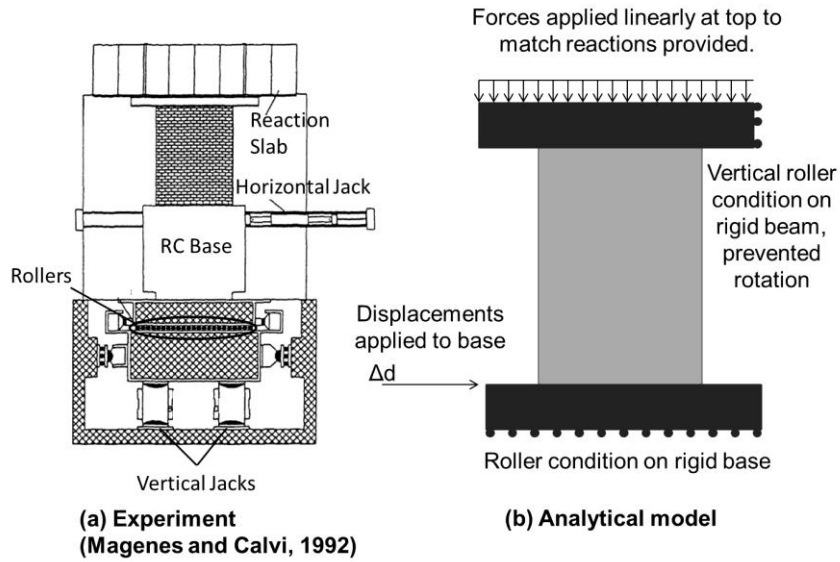 Reaction
Slab
Horizontal Jack
RC Base
Rollers
Vertical Jacks
(a) Experiment
(Magenes and Calvi, 1992)
Forces applied linearly at top to
match reactions provided.
Vertical roller
condition on
rigid beam,
prevented
rotation
Displacements
applied to base
Δd
Roller condition on rigid base
(b) Analytical model